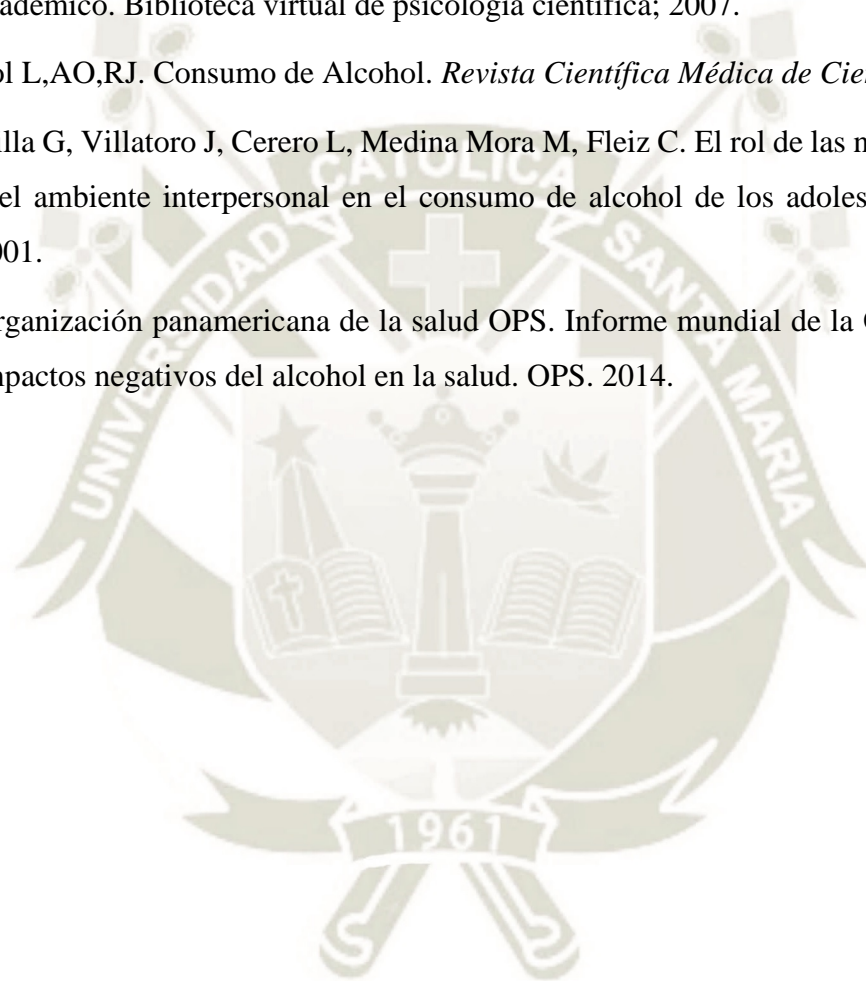 adémico. Biblioteca virtual de psicología científica; 2007.
ol L,AO,RJ. Consumo de Alcohol. Revista Científica Médica de Cie
illa G, Villatoro J, Cerero L, Medina Mora M, Fleiz C. El rol de las
el ambiente interpersonal en el consumo de alcohol de los adoles
001.
rganización panamericana de la salud OPS. Informe mundial de la
mpactos negativos del alcohol en la salud. OPS. 2014.
UNIVERSIDAD CATOLICA SANTA MARIA
1961